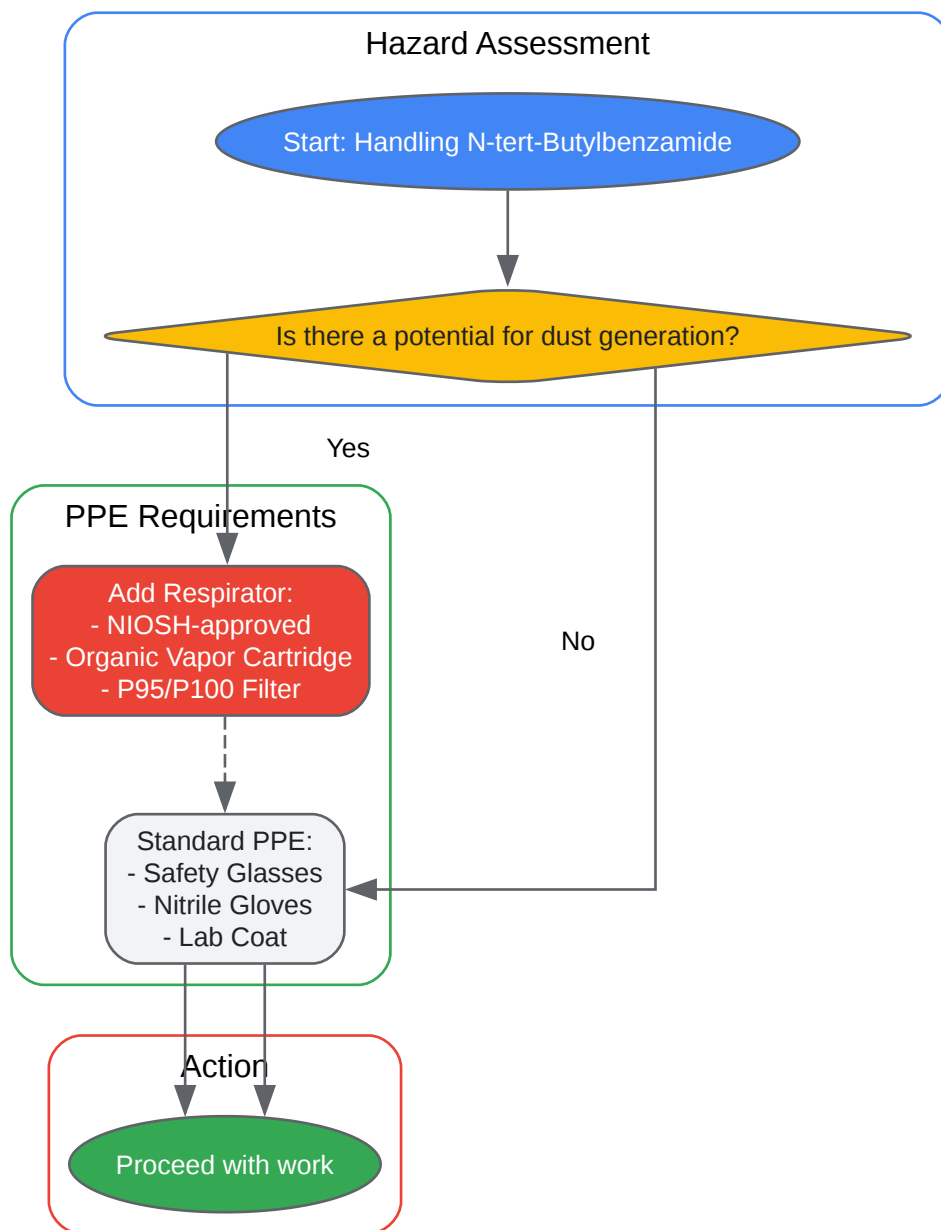 Hazard Assessment
Start: Handling N-tert-Butylbenzamide
Is there a potential for dust generation?
Yes
PPE Requirements
Add Respirator:
- NIOSH-approved
- Organic Vapor Cartridge
- P95/P100 Filter
No
Standard PPE:
- Safety Glasses
- Nitrile Gloves
- Lab Coat
Action
Proceed with work